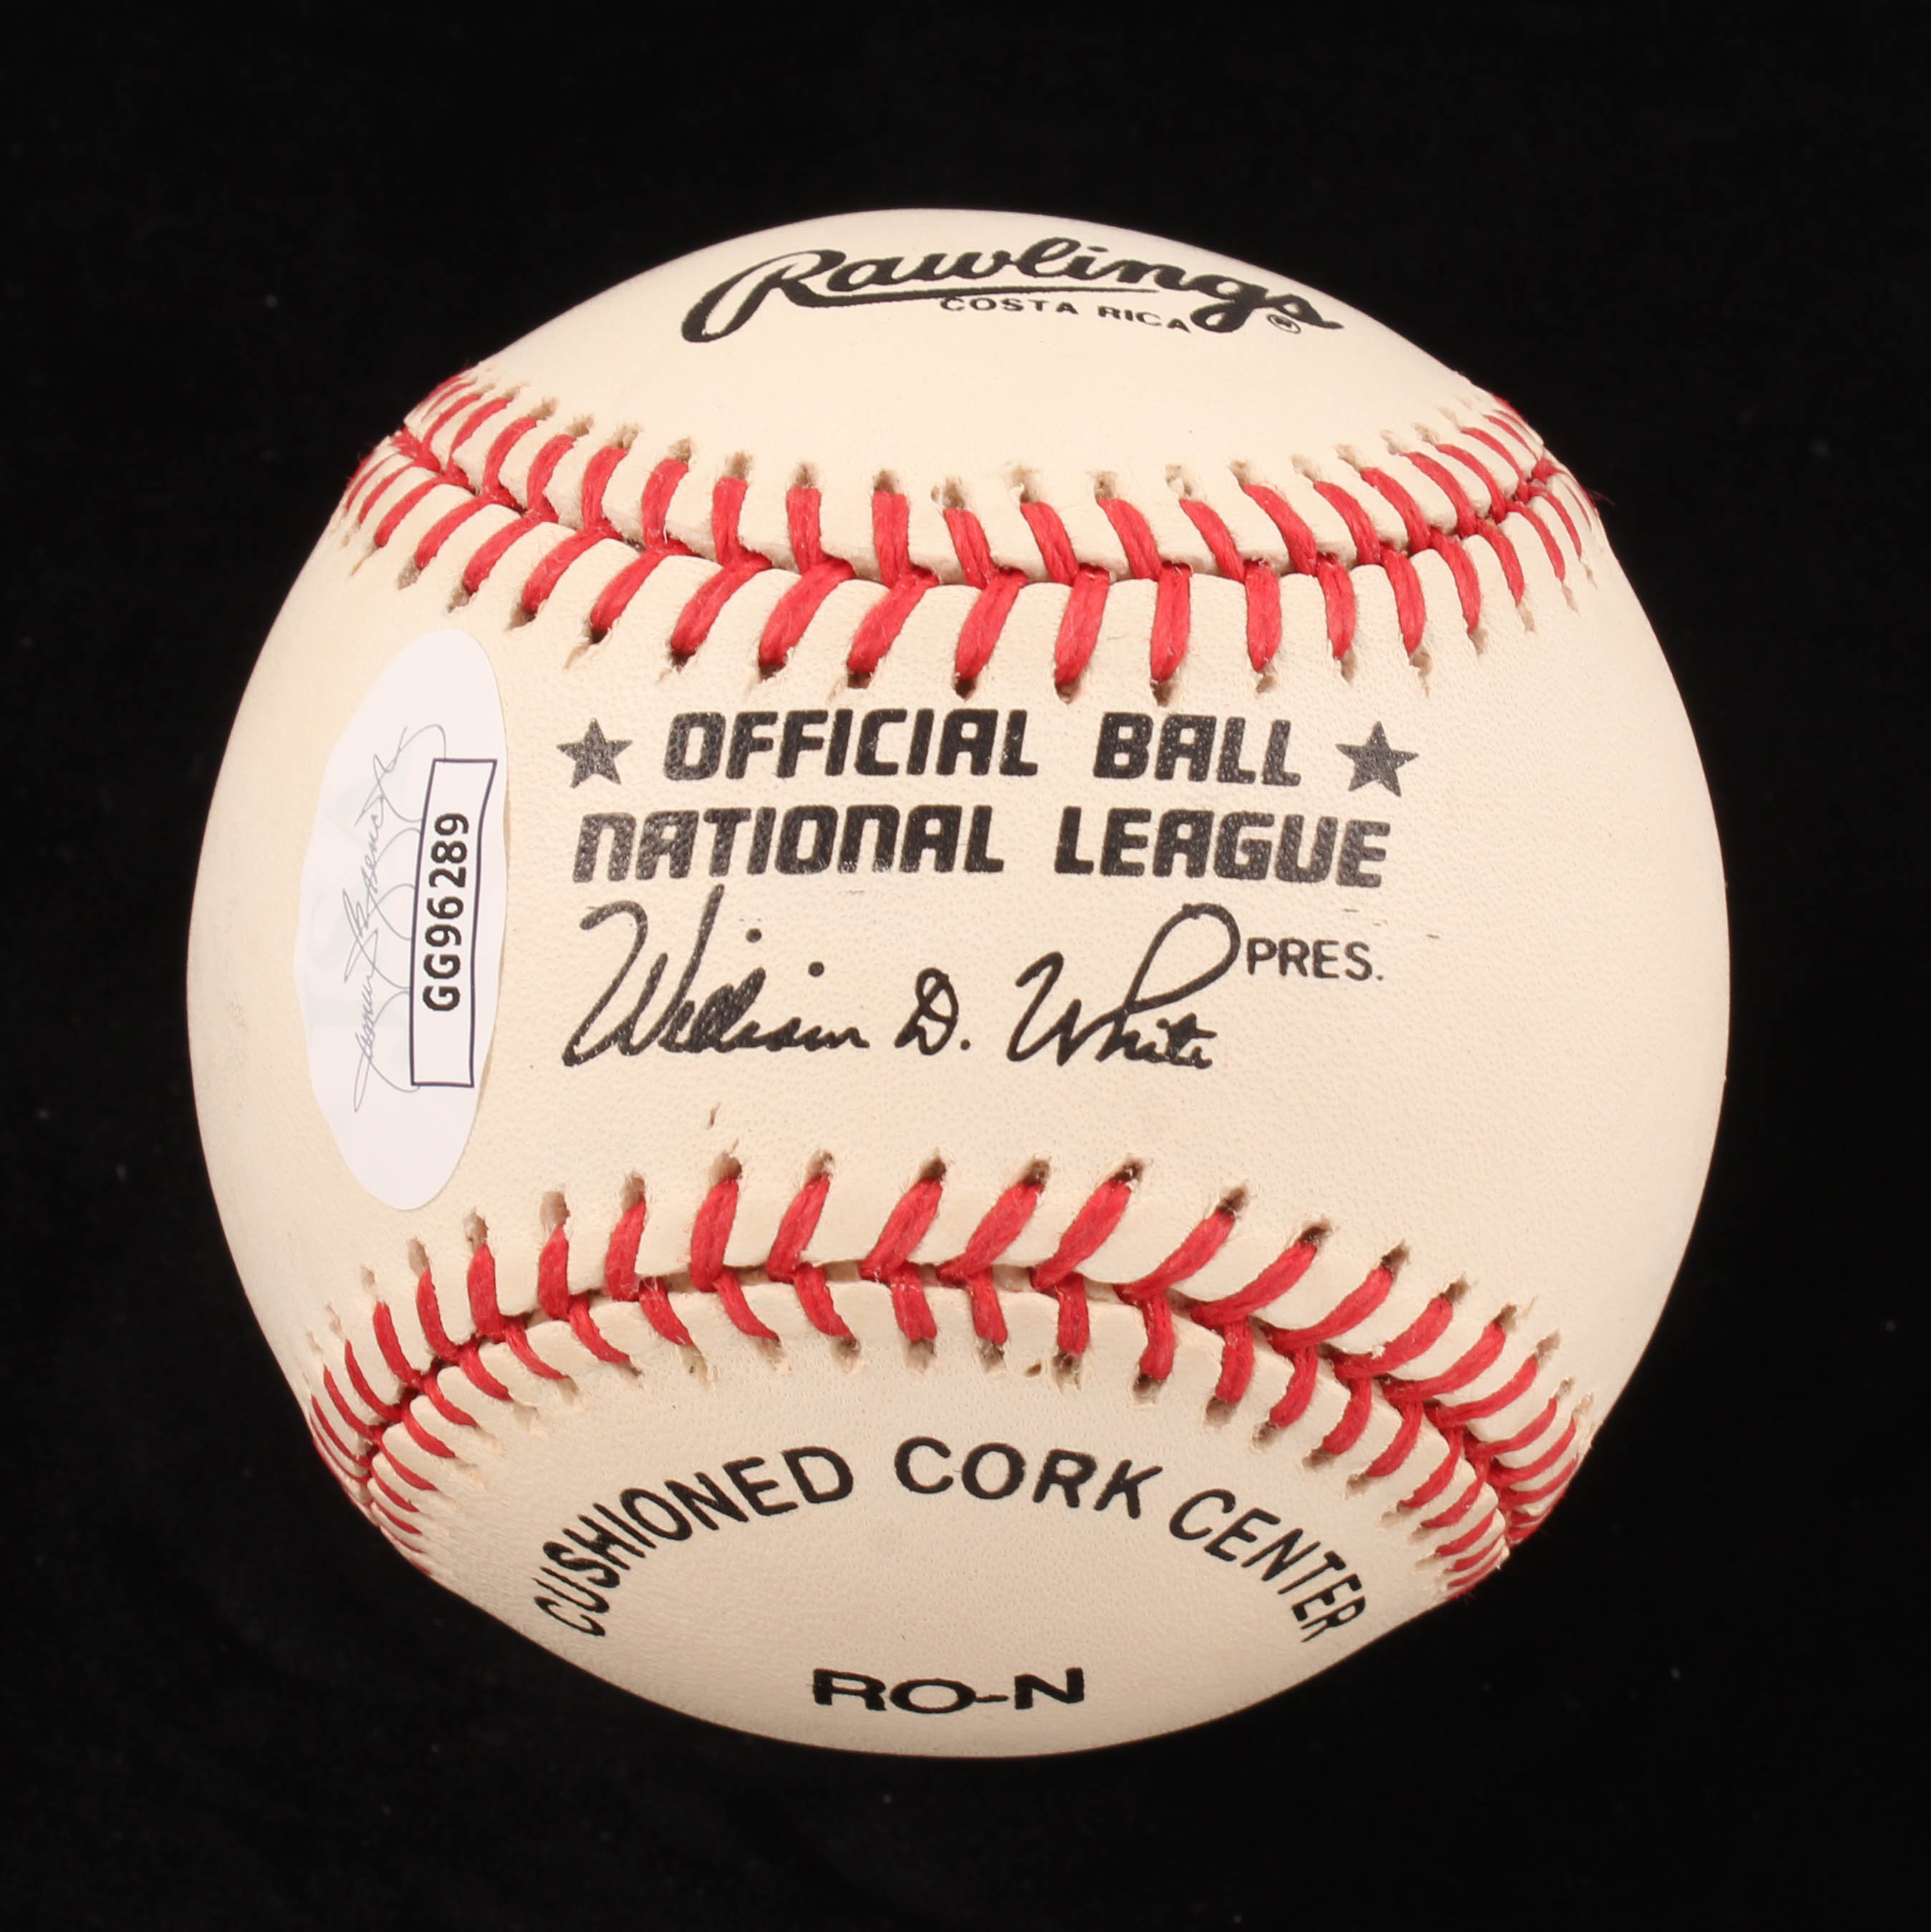 Rawlings
COSTA RICA ®
★ OFFICIAL BALL ★
NATIONAL LEAGUE
William D. White PRES.
GG96289
CUSHIONED CORK CENTER
RO-N